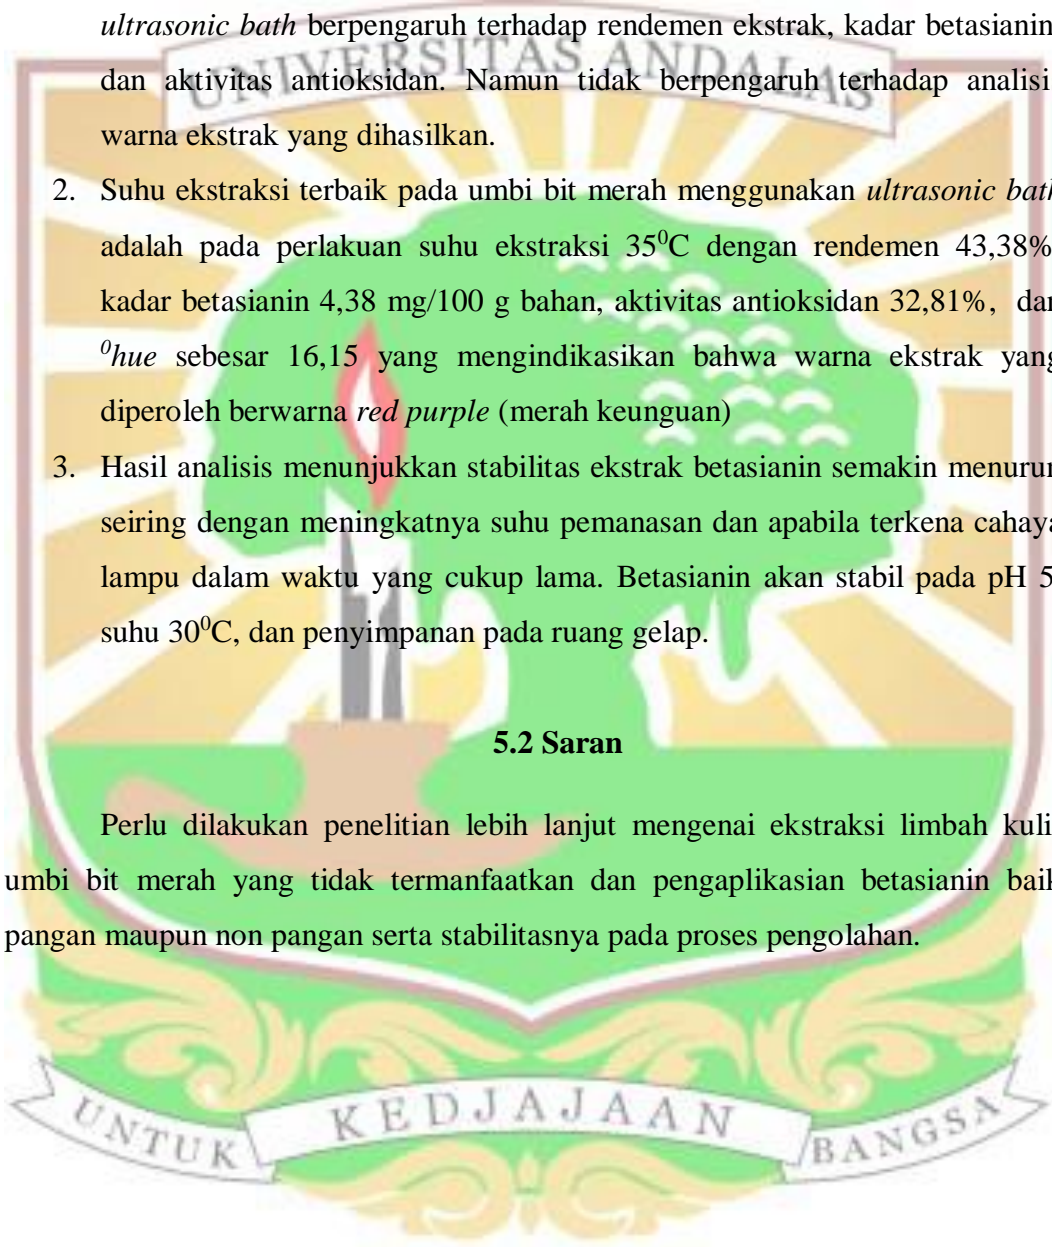 ultrasonic bath berpengaruh terhadap rendemen ekstrak, kadar betasianin
dan aktivitas antioksidan. Namun tidak berpengaruh terhadap analisi
warna ekstrak yang dihasilkan.
2. Suhu ekstraksi terbaik pada umbi bit merah menggunakan ultrasonic bath
adalah pada perlakuan suhu ekstraksi 35⁰C dengan rendemen 43,38%
kadar betasianin 4,38 mg/100 g bahan, aktivitas antioksidan 32,81%, dan
⁰hue sebesar 16,15 yang mengindikasikan bahwa warna ekstrak yang
diperoleh berwarna red purple (merah keunguan)
3. Hasil analisis menunjukkan stabilitas ekstrak betasianin semakin menurun
seiring dengan meningkatnya suhu pemanasan dan apabila terkena cahaya
lampu dalam waktu yang cukup lama. Betasianin akan stabil pada pH 5
suhu 30⁰C, dan penyimpanan pada ruang gelap.
5.2 Saran
Perlu dilakukan penelitian lebih lanjut mengenai ekstraksi limbah kuli
umbi bit merah yang tidak termanfaatkan dan pengaplikasian betasianin baik
pangan maupun non pangan serta stabilitasnya pada proses pengolahan.
UNIVERSITAS ANDALAS
UNTUK KEDJAJAAN BANGSA